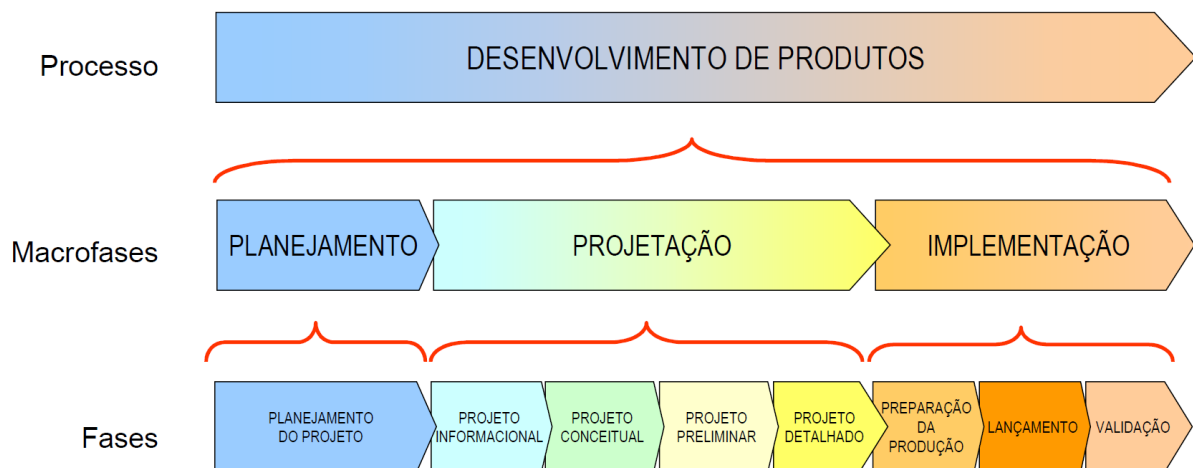 Processo
DESENVOLVIMENTO DE PRODUTOS
Macrofases
PLANEJAMENTO
PROJETAÇÃO
IMPLEMENTAÇÃO
Fases
PLANEJAMENTO
DO PROJETO
PROJETO
INFORMACIONAL
PROJETO
CONCEITUAL
PROJETO
PRELIMINAR
PROJETO
DETALHADO
PREPARAÇÃO
DA
PRODUÇÃO
LANÇAMENTO
VALIDAÇÃO